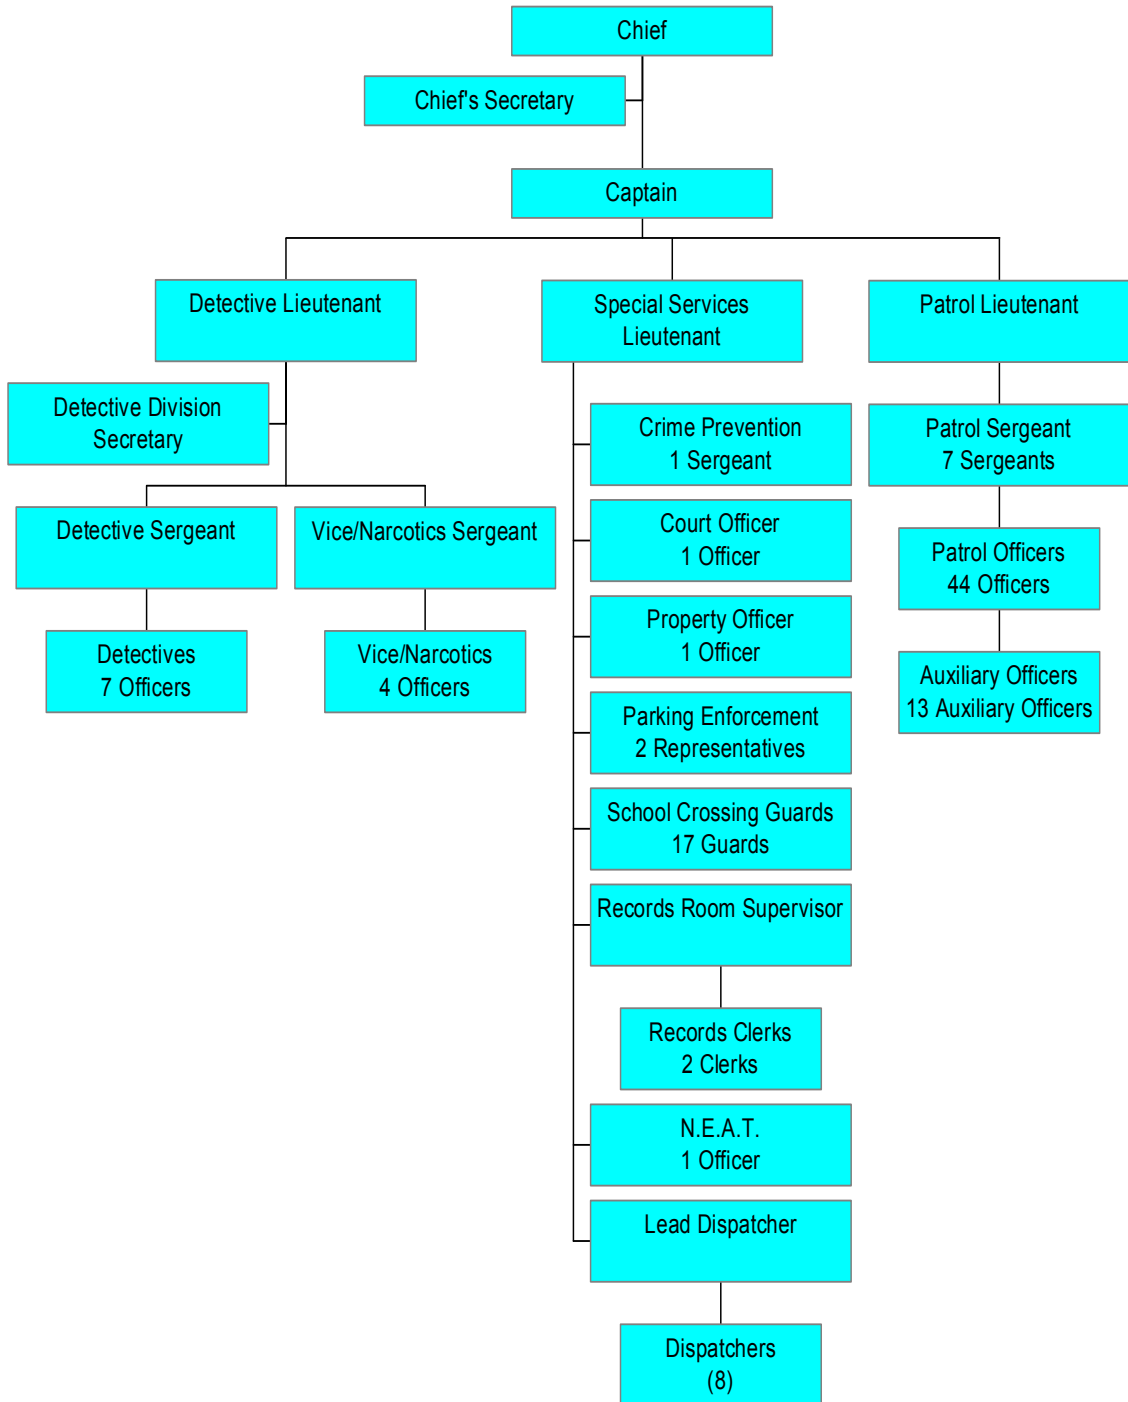 Chief
Chief's Secretary
Captain
Detective Lieutenant
Special Services
Lieutenant
Patrol Lieutenant
Detective Division
Secretary
Detective Sergeant
Vice/Narcotics Sergeant
Detectives
7 Officers
Vice/Narcotics
4 Officers
Crime Prevention
1 Sergeant
Court Officer
1 Officer
Property Officer
1 Officer
Parking Enforcement
2 Representatives
School Crossing Guards
17 Guards
Records Room Supervisor
Records Clerks
2 Clerks
N.E.A.T.
1 Officer
Lead Dispatcher
Dispatchers
(8)
Patrol Sergeant
7 Sergeants
Patrol Officers
44 Officers
Auxiliary Officers
13 Auxiliary Officers